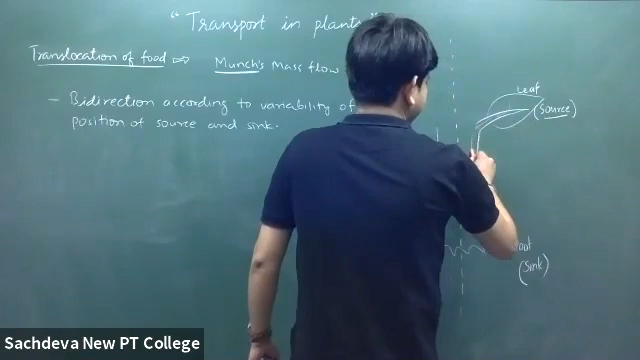 "Transport in plants"
Translocation of food ⇒ Munch's Mass flow
- Bidirection according to variability of
position of source and sink.
Leaf
(Source)
(Sink)
Sachdeva New PT College